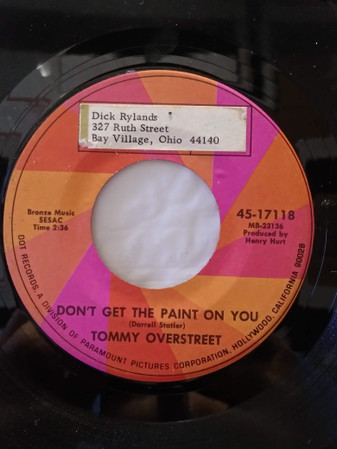 Dick Rylands
327 Ruth Street
Bay Village, Ohio 44140
Bronze Music
SESAC
Time 2:36
45-17118
MB-23136
Produced by
Henry Hurt
DON'T GET THE PAINT ON YOU
(Darrell Statler)
TOMMY OVERSTREET
DOT RECORDS, A DIVISION OF PARAMOUNT PICTURES CORPORATION, HOLLYWOOD, CALIFORNIA 90028